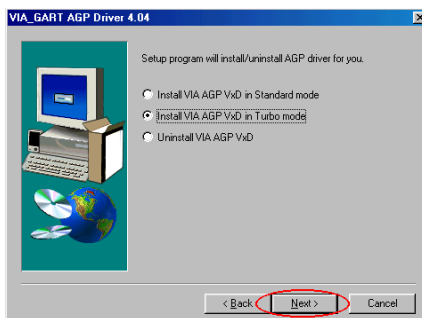 VIA_GART AGP Driver 4.04
Setup program will install/uninstall AGP driver for you.
Install VIA AGP VxD in Standard mode
Install VIA AGP VxD in Turbo mode
Uninstall VIA AGP VxD
< Back
Next >
Cancel